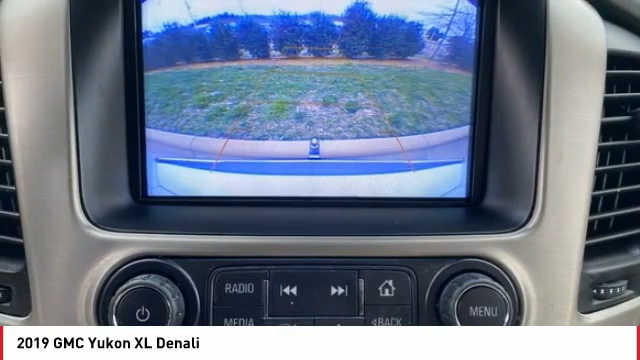 RADIO
MENU
MEDIA
BACK
2019 GMC Yukon XL Denali